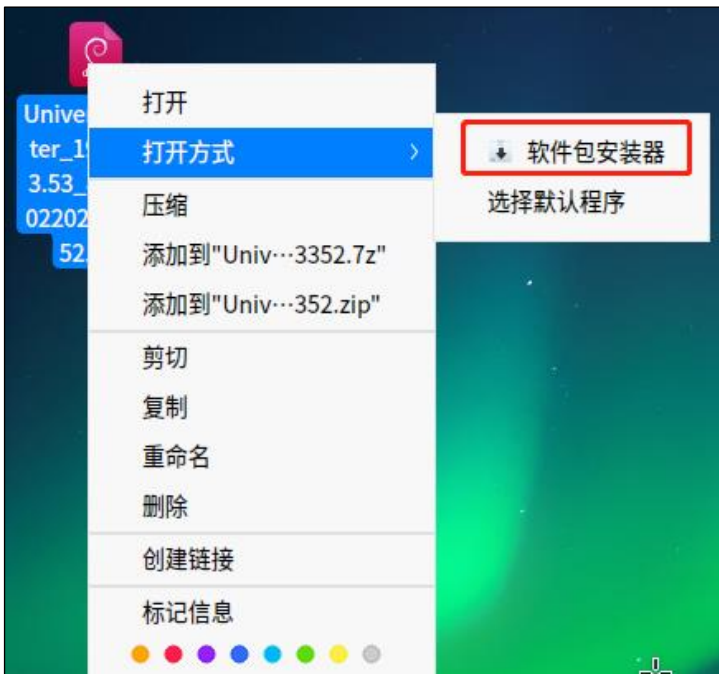 Unive
ter_1
3.53_
02202
52.
打开
打开方式
压缩
添加到"Univ⋯3352.7z"
添加到"Univ⋯352.zip"
剪切
复制
重命名
删除
创建链接
标记信息
软件包安装器
选择默认程序